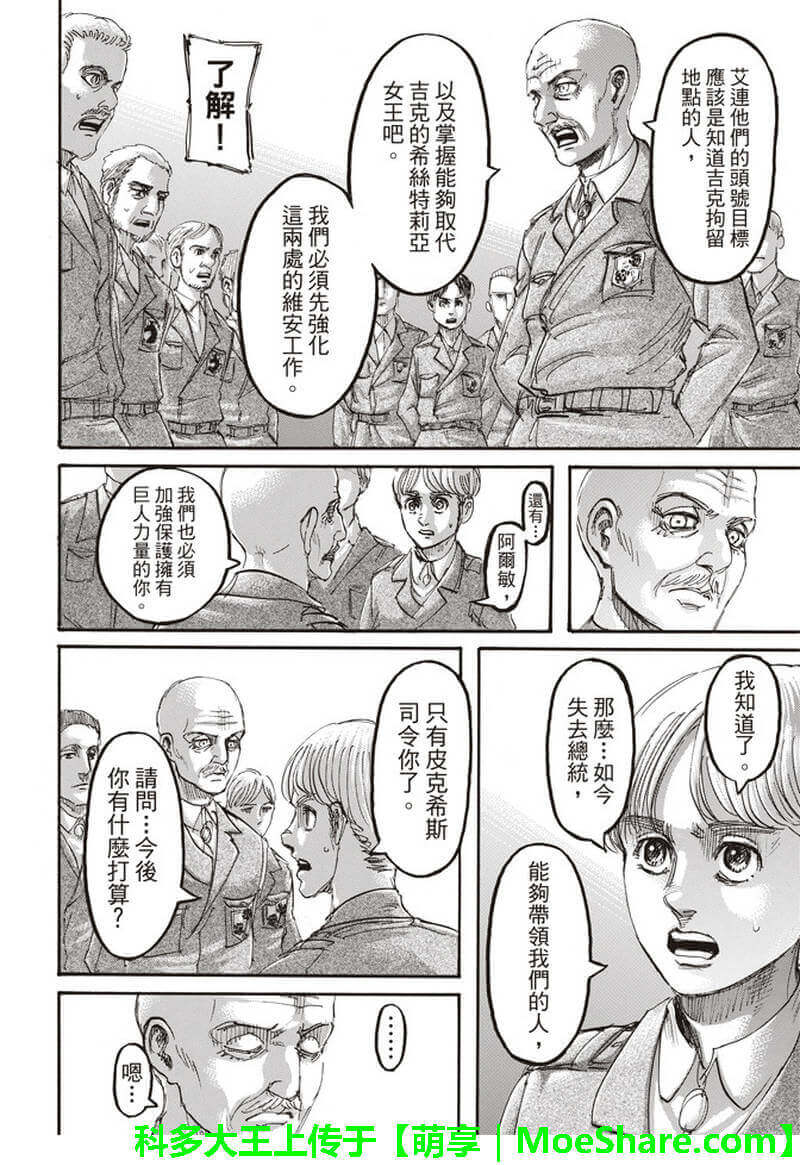 艾連他們的頭號目標
應該是知道吉克拘留
地點的人，
以及掌握能夠取代
吉克的希絲特莉亞
女王吧。
我們必須先強化
這兩處的維安工作。
了解！
還有…
阿爾敏，
我們也必須
加強保護擁有
巨人力量的你。
我知道了。
那麼…如今
失去總統，
能夠帶領我們的人，
只有皮克希斯
司令你了。
請問…今後
你有什麼打算？
……
嗯…
科多大王上传于【萌享】MoeShare.com】